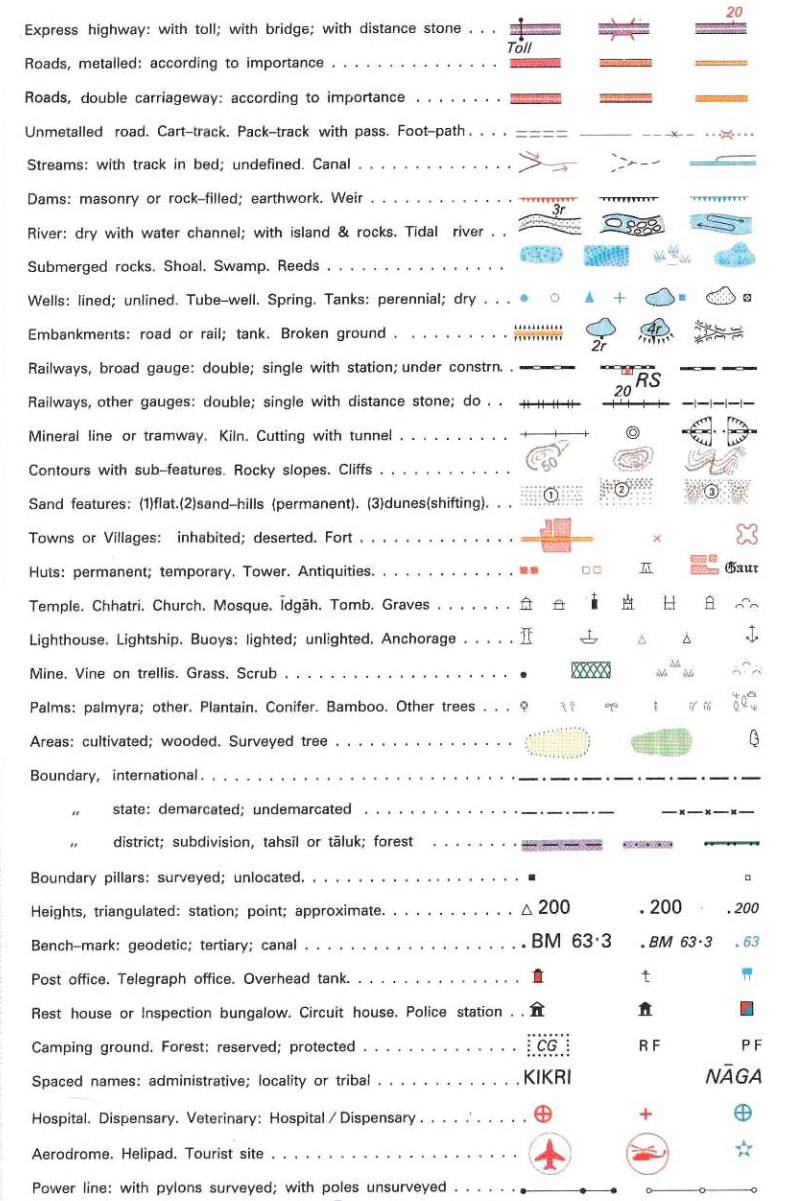 20
Express highway: with toll; with bridge; with distance stone . . .
Toll
Roads, metalled: according to importance . . . . . . . . . . . . . . .
Roads, double carriageway: according to importance . . . . . . . .
Unmetalled road. Cart-track. Pack-track with pass. Foot-path . . . .
Streams: with track in bed; undefined. Canal . . . . . . . . . . . . .
Dams: masonry or rock-filled; earthwork. Weir . . . . . . . . . . . .
3r
River: dry with water channel; with island & rocks. Tidal river . .
Submerged rocks. Shoal. Swamp. Reeds . . . . . . . . . . . . . . . .
Wells: lined; unlined. Tube-well. Spring. Tanks: perennial; dry . . .
Embankments: road or rail; tank. Broken ground . . . . . . . . . . 4r
2r
Railways, broad gauge: double; single with station; under constrn. . .
RS
20
Railways, other gauges: double; single with distance stone; do . .
Mineral line or tramway. Kiln. Cutting with tunnel . . . . . . . . . .
50
Contours with sub-features. Rocky slopes. Cliffs . . . . . . . . . . . .
Sand features: (1)flat.(2)sand-hills (permanent). (3)dunes(shifting). . . 1 2 3
Towns or Villages: inhabited; deserted. Fort . . . . . . . . . . . . . .
Huts: permanent; temporary. Tower. Antiquities. . . . . . . . . . . . . Gaur
Temple. Chhatri. Church. Mosque. Īdgāh. Tomb. Graves . . . . . . .
Lighthouse. Lightship. Buoys: lighted; unlighted. Anchorage . . . . .
Mine. Vine on trellis. Grass. Scrub . . . . . . . . . . . . . . . . . . .
Palms: palmyra; other. Plantain. Conifer. Bamboo. Other trees . . .
Areas: cultivated; wooded. Surveyed tree . . . . . . . . . . . . . . .
Boundary, international. . . . . . . . . . . . . . . . . . . . . . . . . .
„ state: demarcated; undemarcated . . . . . . . . . . . . .
„ district; subdivision, tahsīl or tāluk; forest . . . . . . .
Boundary pillars: surveyed; unlocated. . . . . . . . . . . . . . . . . .
Heights, triangulated: station; point; approximate. . . . . . . . . . . 200 . 200 . 200
Bench-mark: geodetic; tertiary; canal . . . . . . . . . . . . . . . . . . BM 63·3 . BM 63·3 . 63
Post office. Telegraph office. Overhead tank. . . . . . . . . . . . . .
Rest house or Inspection bungalow. Circuit house. Police station . .
Camping ground. Forest: reserved; protected . . . . . . . . . . . . . CG RF PF
Spaced names: administrative; locality or tribal . . . . . . . . . . . . KIKRI NĀGA
Hospital. Dispensary. Veterinary: Hospital / Dispensary . . . . . . . . .
Aerodrome. Helipad. Tourist site . . . . . . . . . . . . . . . . . . . . .
Power line: with pylons surveyed; with poles unsurveyed . . . . . .